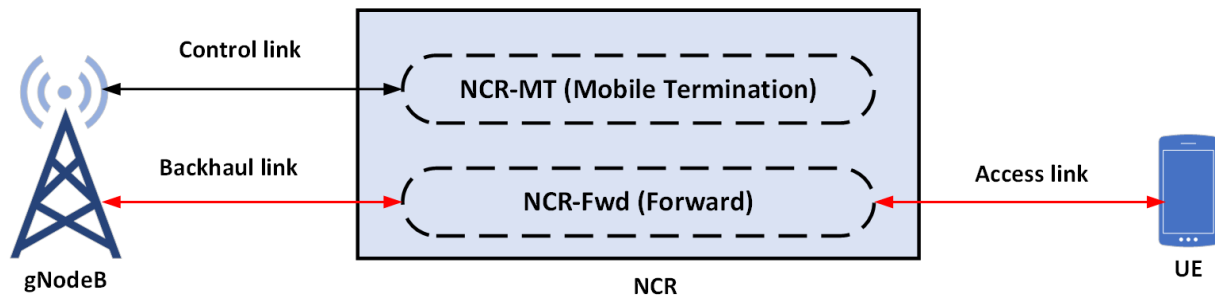 Control link
NCR-MT (Mobile Termination)
Backhaul link
NCR-Fwd (Forward)
Access link
gNodeB
NCR
UE